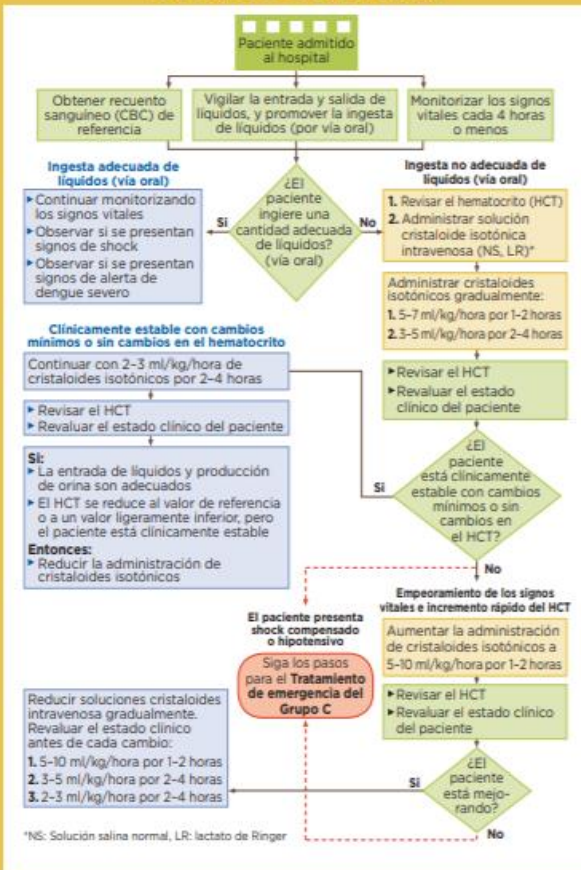 Paciente admitido
al hospital
Obtener recuento
sanguíneo (CBC) de
referencia
Vigilar la entrada y salida de
líquidos, y promover la ingesta
de líquidos (por vía oral)
Monitorizar los signos
vitales cada 4 horas
o menos
Ingesta adecuada de
líquidos (vía oral)
▸ Continuar monitorizando
los signos vitales
▸ Observar si se presentan
signos de shock
▸ Observar si se presentan
signos de alerta de
dengue severo
Si
¿El
paciente
ingiere una
cantidad adecuada
de líquidos?
(vía oral)
No
Ingesta no adecuada de
líquidos (vía oral)
1. Revisar el hematocrito (HCT)
2. Administrar solución
cristaloide isotónica
intravenosa (NS, LR)*
Administrar cristaloides
isotónicos gradualmente:
1. 5–7 ml/kg/hora por 1–2 horas
2. 3–5 ml/kg/hora por 2–4 horas
▸ Revisar el HCT
▸ Revaluar el estado
clínico del paciente
Clínicamente estable con cambios
mínimos o sin cambios en el hematocrito
Continuar con 2–3 ml/kg/hora de
cristaloides isotónicos por 2–4 horas
▸ Revisar el HCT
▸ Revaluar el estado clínico del paciente
Si:
▸ La entrada de líquidos y producción
de orina son adecuados
▸ El HCT se reduce al valor de referencia
o a un valor ligeramente inferior, pero
el paciente está clínicamente estable
Entonces:
▸ Reducir la administración de
cristaloides isotónicos
Si
¿El
paciente
está clínicamente
estable con cambios
mínimos o sin
cambios en
el HCT?
No
Empeoramiento de los signos
vitales e incremento rápido del HCT
Aumentar la administración
de cristaloides isotónicos a
5-10 ml/kg/hora por 1–2 horas
▸ Revisar el HCT
▸ Revaluar el estado clínico
del paciente
El paciente presenta
shock compensado
o hipotensivo
Siga los pasos
para el Tratamiento
de emergencia del
Grupo C
Reducir soluciones cristaloides
intravenosa gradualmente.
Revaluar el estado clínico
antes de cada cambio:
1. 5–10 ml/kg/hora por 1–2 horas
2. 3–5 ml/kg/hora por 2–4 horas
3. 2–3 ml/kg/hora por 2–4 horas
Si
¿El
paciente
está mejo-
rando?
No
*NS: Solución salina normal, LR: lactato de Ringer